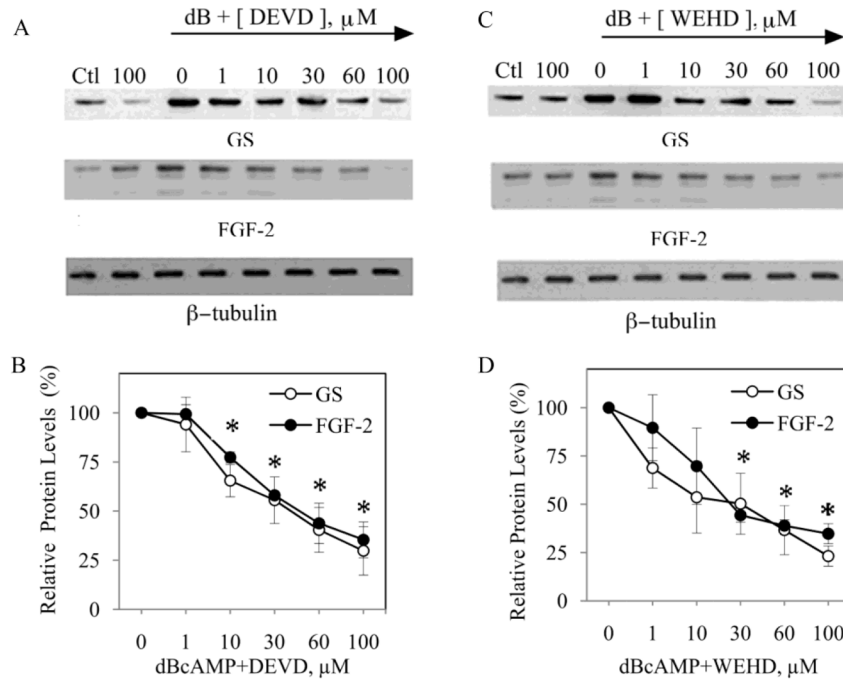 A
dB + [ DEVD ], µM
Ctl 100 0 1 10 30 60 100
GS
FGF-2
β-tubulin
C
dB + [ WEHD ], µM
Ctl 100 0 1 10 30 60 100
GS
FGF-2
β-tubulin
B
Relative Protein Levels (%)
100
75
50
25
0
GS
FGF-2
* * * *
0 1 10 30 60 100
dBcAMP+DEVD, µM
D
Relative Protein Levels (%)
100
75
50
25
0
GS
FGF-2
* * *
0 1 10 30 60 100
dBcAMP+WEHD, µM